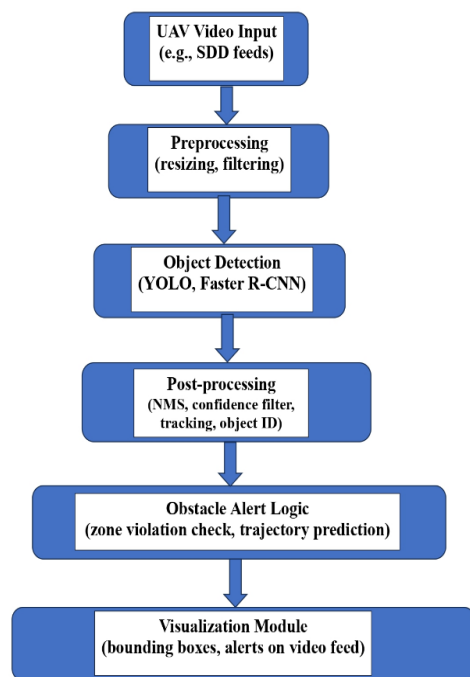 UAV Video Input
(e.g., SDD feeds)
Preprocessing
(resizing, filtering)
Object Detection
(YOLO, Faster R-CNN)
Post-processing
(NMS, confidence filter,
tracking, object ID)
Obstacle Alert Logic
(zone violation check, trajectory prediction)
Visualization Module
(bounding boxes, alerts on video feed)